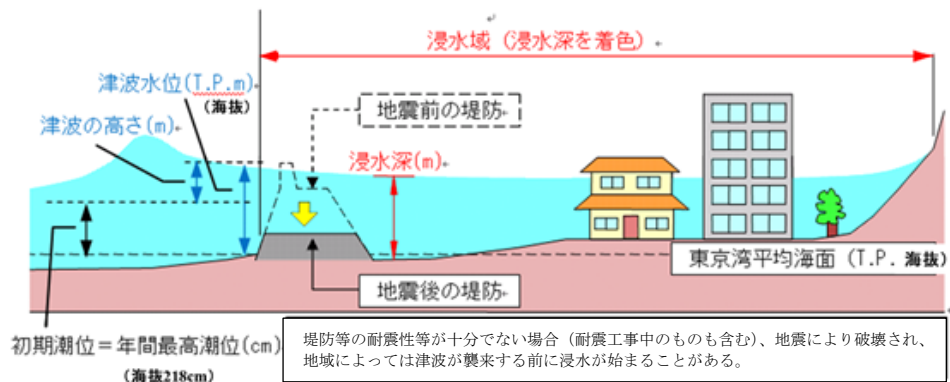 浸水域（浸水深を着色）
津波水位(T.P.m)
(海抜)
津波の高さ(m)
地震前の堤防
浸水深(m)
東京湾平均海面（T.P. 海抜)
地震後の堤防
初期潮位＝年間最高潮位(cm)
(海抜218cm)
堤防等の耐震性等が十分でない場合（耐震工事中のものも含む）、地震により破壊され、
地域によっては津波が襲来する前に浸水が始まることがある。